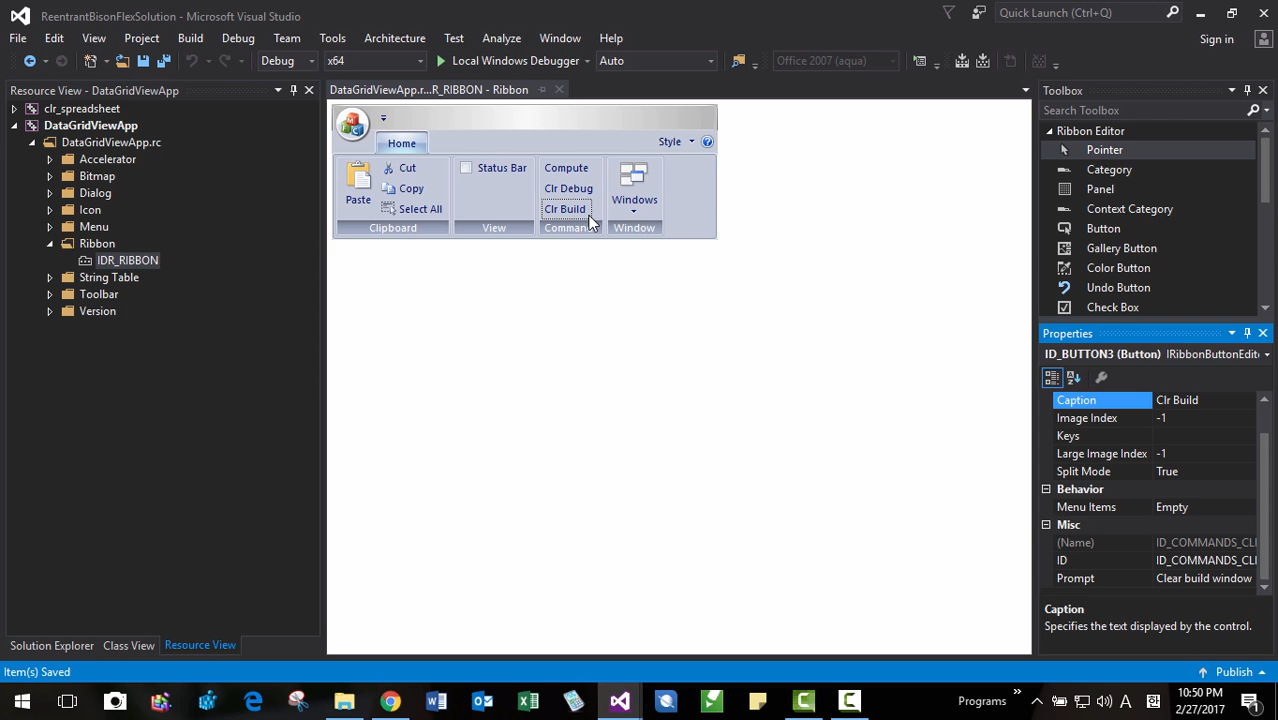 ReentrantBisonFlexSolution - Microsoft Visual Studio
Quick Launch (Ctrl+Q)
File Edit View Project Build Debug Team Tools Architecture Test Analyze Window Help
Sign in
Debug x64 Local Windows Debugger Auto Office 2007 (aqua)
Resource View - DataGridViewApp
DataGridViewApp.r...R_RIBBON - Ribbon
Toolbox
clr_spreadsheet
DataGridViewApp
DataGridViewApp.rc
Accelerator
Bitmap
Dialog
Icon
Menu
Ribbon
IDR_RIBBON
String Table
Toolbar
Version
Home
Style
Paste
Cut
Copy
Select All
Clipboard
Status Bar
View
Compute
Clr Debug
Clr Build
Windows
Window
Search Toolbox
Ribbon Editor
Pointer
Category
Panel
Context Category
Button
Gallery Button
Color Button
Undo Button
Check Box
Properties
ID_BUTTON3 (Button) IRibbonButtonEdit
Caption Clr Build
Image Index -1
Keys
Large Image Index -1
Split Mode True
Behavior
Menu Items Empty
Misc
(Name) ID_COMMANDS_CL
ID ID_COMMANDS_CL
Prompt Clear build window
Caption
Specifies the text displayed by the control.
Solution Explorer Class View Resource View
Item(s) Saved
Publish
Programs
10:50 PM
2/27/2017